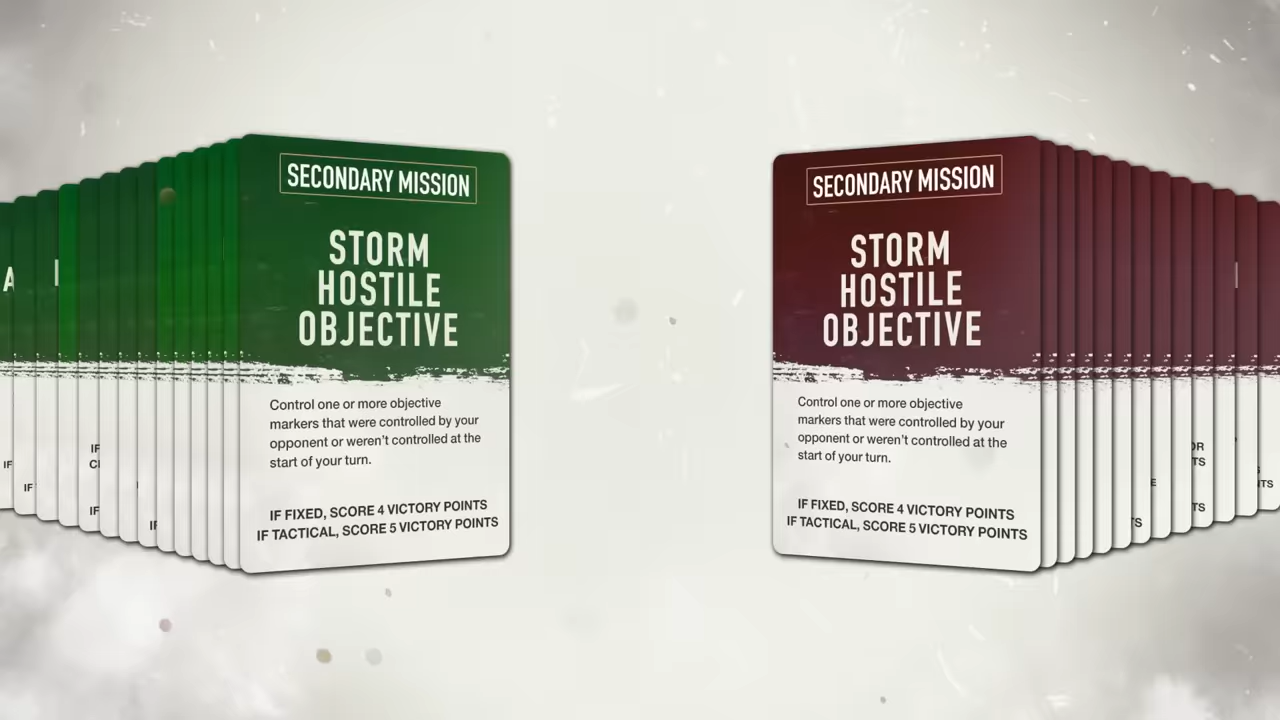 SECONDARY MISSION
STORM
HOSTILE
OBJECTIVE
Control one or more objective
markers that were controlled by your
opponent or weren't controlled at the
start of your turn.
IF FIXED, SCORE 4 VICTORY POINTS
IF TACTICAL, SCORE 5 VICTORY POINTS
SECONDARY MISSION
STORM
HOSTILE
OBJECTIVE
Control one or more objective
markers that were controlled by your
opponent or weren't controlled at the
start of your turn.
IF FIXED, SCORE 4 VICTORY POINTS
IF TACTICAL, SCORE 5 VICTORY POINTS